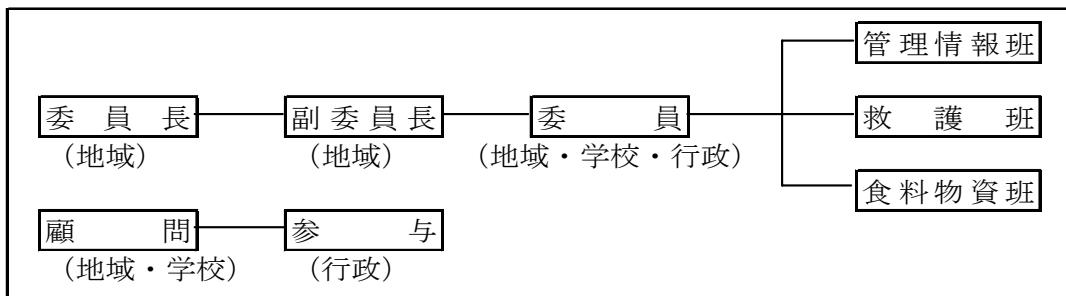 管理情報班
委員長 副委員長 委員 救護班
(地域) (地域) (地域・学校・行政)
食料物資班
顧問 参与
(地域・学校) (行政)